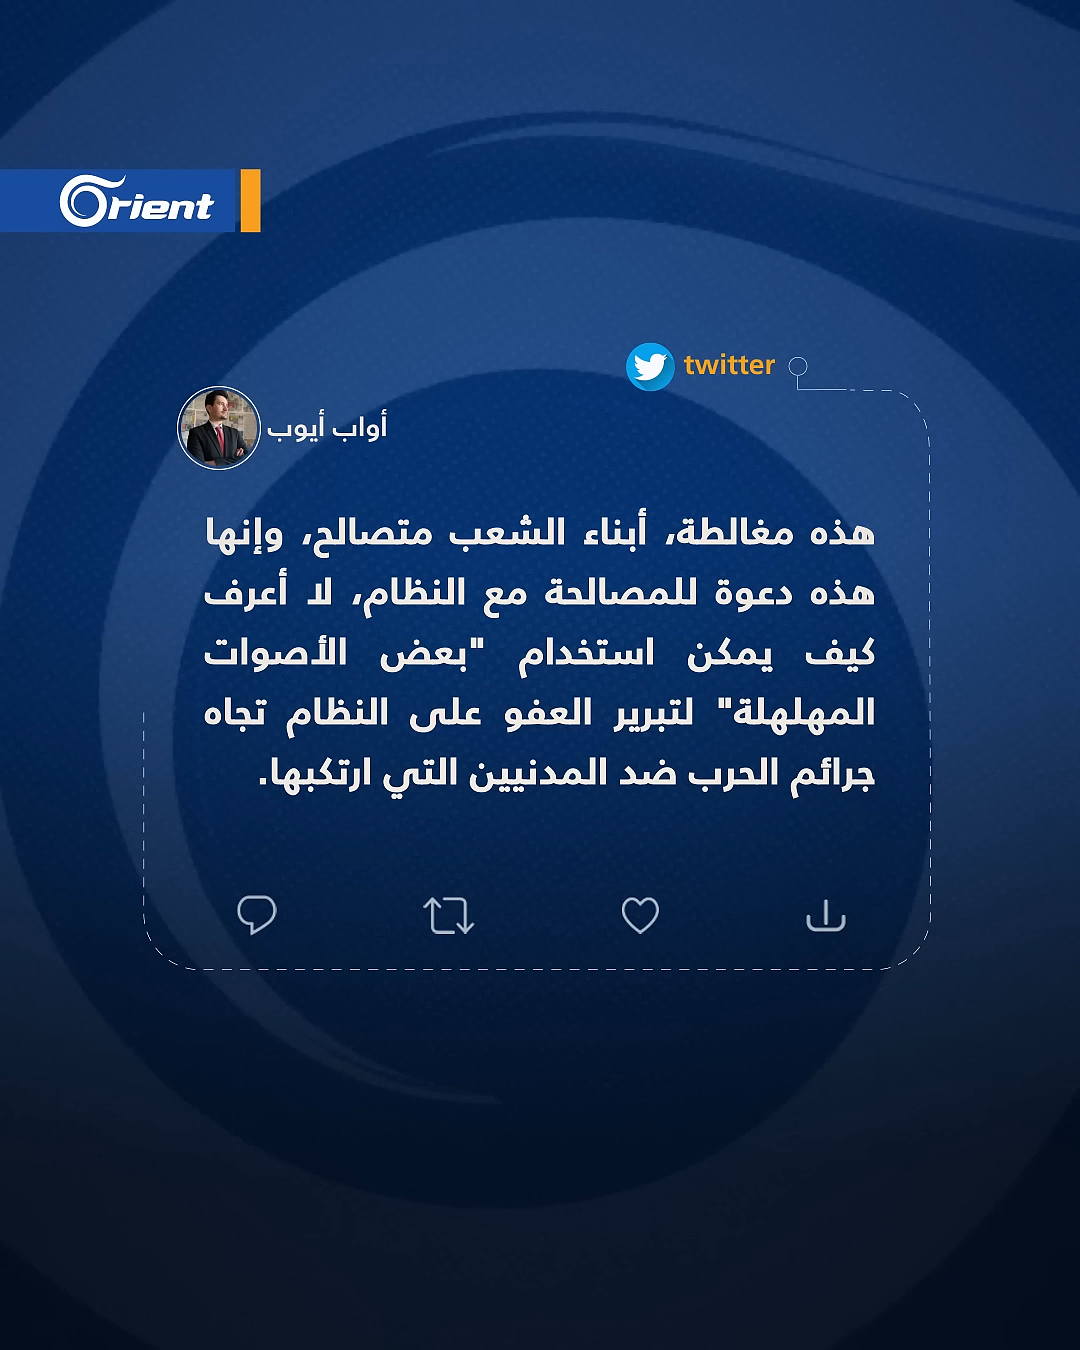 Orient
twitter
أواب أيوب
هذه مغالطة، أبناء الشعب متصالح، وإنها
هذه دعوة للمصالحة مع النظام، لا أعرف
كيف يمكن استخدام "بعض الأصوات
المهلهلة" لتبرير العفو على النظام تجاه
جرائم الحرب ضد المدنيين التي ارتكبها.